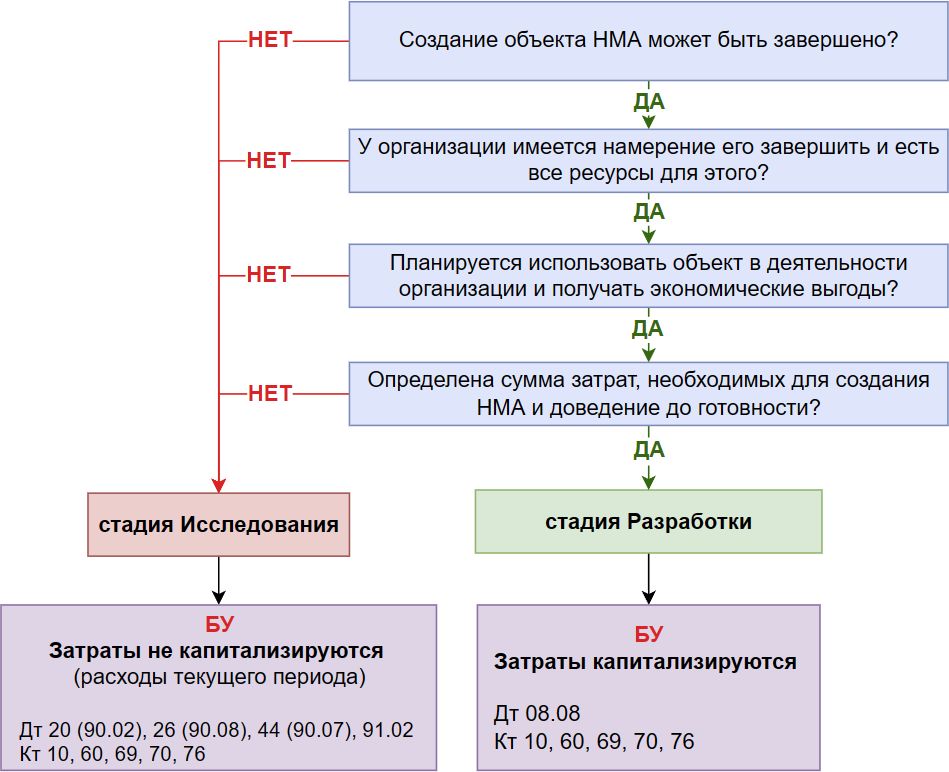 Создание объекта НМА может быть завершено?
НЕТ
ДА
У организации имеется намерение его завершить и есть
все ресурсы для этого?
НЕТ
ДА
Планируется использовать объект в деятельности
организации и получать экономические выгоды?
НЕТ
ДА
Определена сумма затрат, необходимых для создания
НМА и доведение до готовности?
НЕТ
ДА
стадия Исследования
стадия Разработки
БУ
Затраты не капитализируются
(расходы текущего периода)
Дт 20 (90.02), 26 (90.08), 44 (90.07), 91.02
Кт 10, 60, 69, 70, 76
БУ
Затраты капитализируются
Дт 08.08
Кт 10, 60, 69, 70, 76